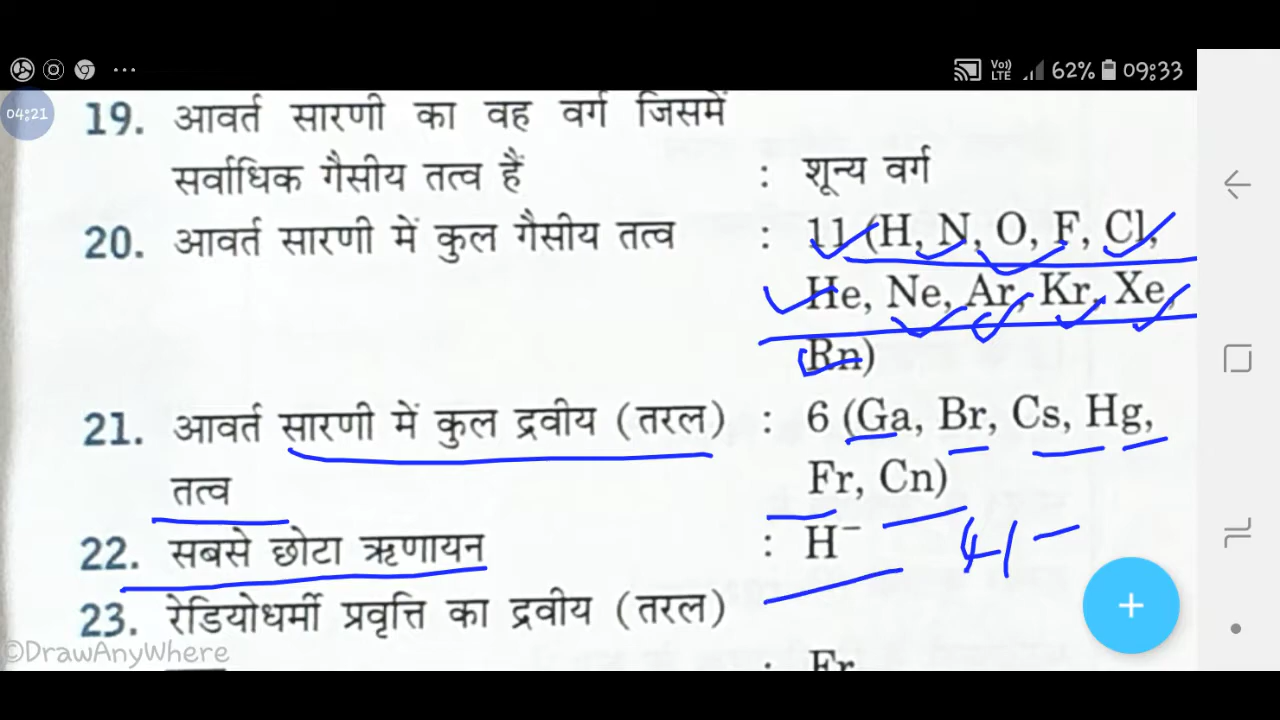 Vo)) LTE 62% 09:33
04:21
19. आवर्त सारणी का वह वर्ग जिसमें
सर्वाधिक गैसीय तत्व हैं : शून्य वर्ग
20. आवर्त सारणी में कुल गैसीय तत्व : 11 (H, N, O, F, Cl,
He, Ne, Ar, Kr, Xe,
Rn)
21. आवर्त सारणी में कुल द्रवीय (तरल) : 6 (Ga, Br, Cs, Hg,
तत्व Fr, Cn)
22. सबसे छोटा ऋणायन : H⁻
23. रेडियोधर्मी प्रवृत्ति का द्रवीय (तरल)
: Fr
©DrawAnyWhere